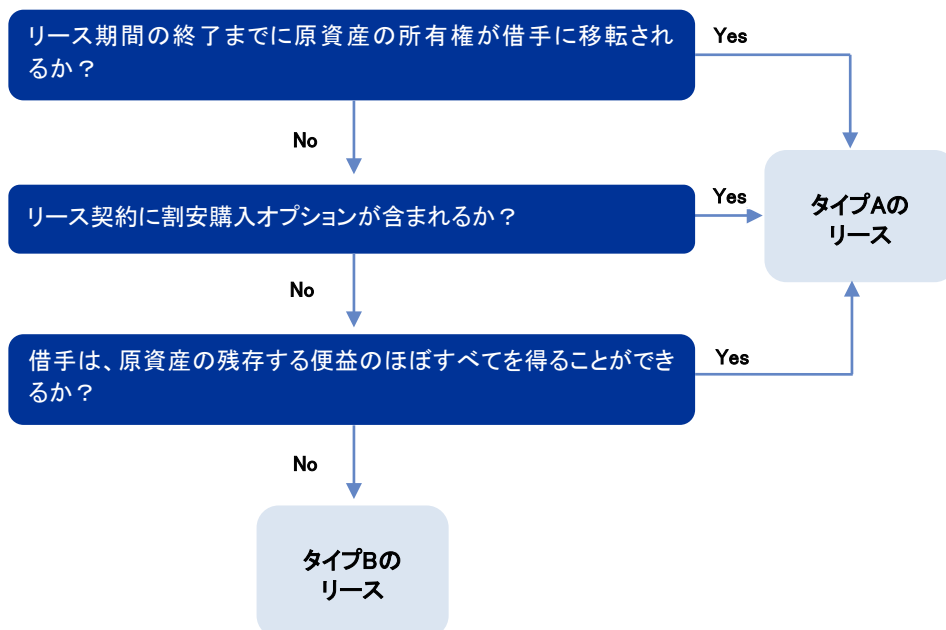 リース期間の終了までに原資産の所有権が借手に移転され
るか？
Yes
No
リース契約に割安購入オプションが含まれるか？
Yes
タイプAの
リース
No
借手は、原資産の残存する便益のほぼすべてを得ることができ
るか？
Yes
No
タイプBの
リース